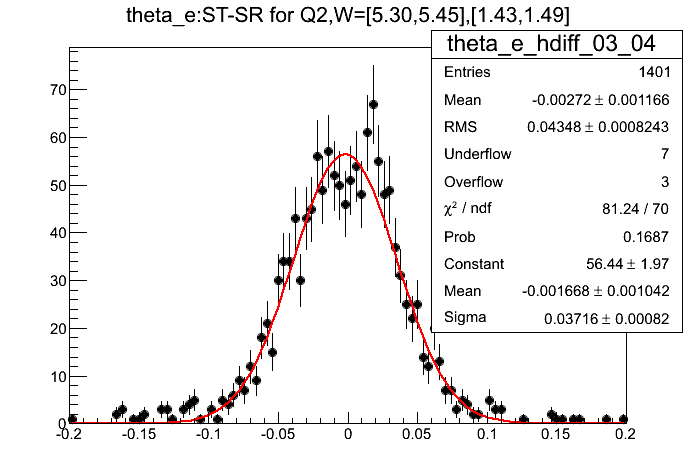 theta_e:ST-SR for Q2,W=[5.30,5.45],[1.43,1.49]
theta_e_hdiff_03_04
Entries 1401
Mean -0.00272 ± 0.001166
RMS 0.04348 ± 0.0008243
Underflow 7
Overflow 3
χ² / ndf 81.24 / 70
Prob 0.1687
Constant 56.44 ± 1.97
Mean -0.001668 ± 0.001042
Sigma 0.03716 ± 0.00082
70
60
50
40
30
20
10
0
-0.2 -0.15 -0.1 -0.05 0 0.05 0.1 0.15 0.2